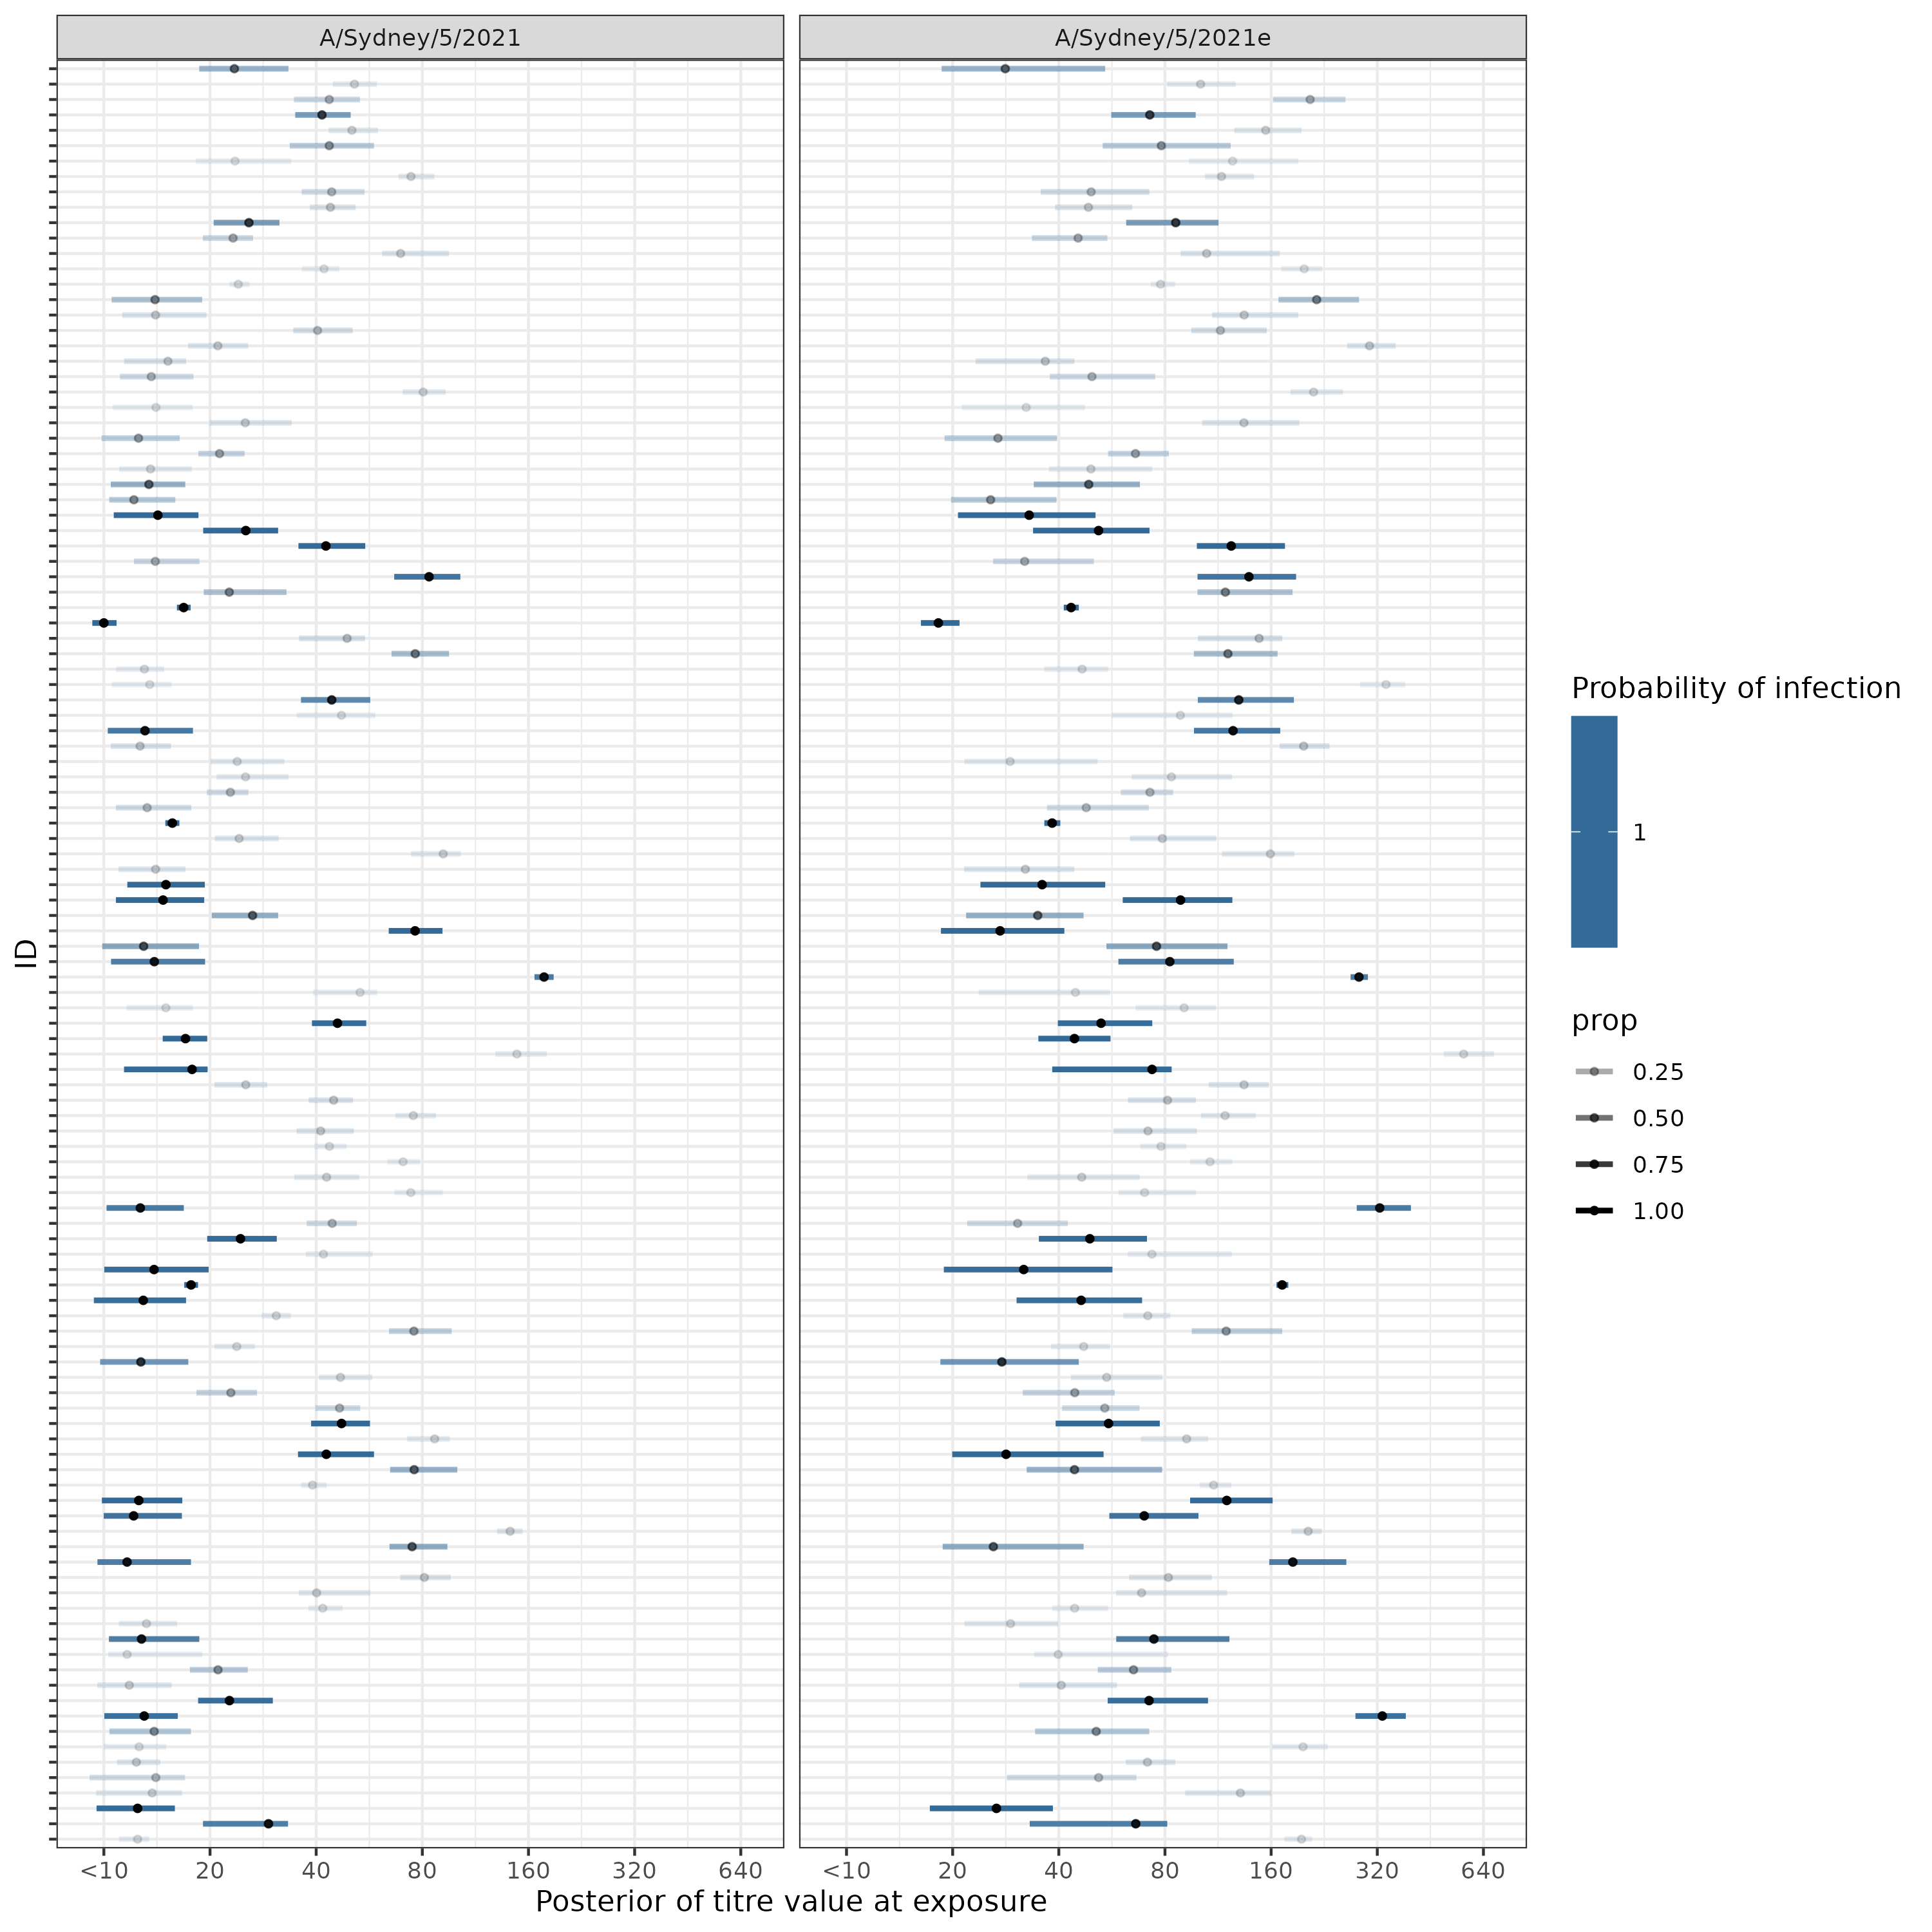 A/Sydney/5/2021
A/Sydney/5/2021e
ID
<10 20 40 80 160 320 640
<10 20 40 80 160 320 640
Posterior of titre value at exposure
Probability of infection
1
prop
0.25
0.50
0.75
1.00